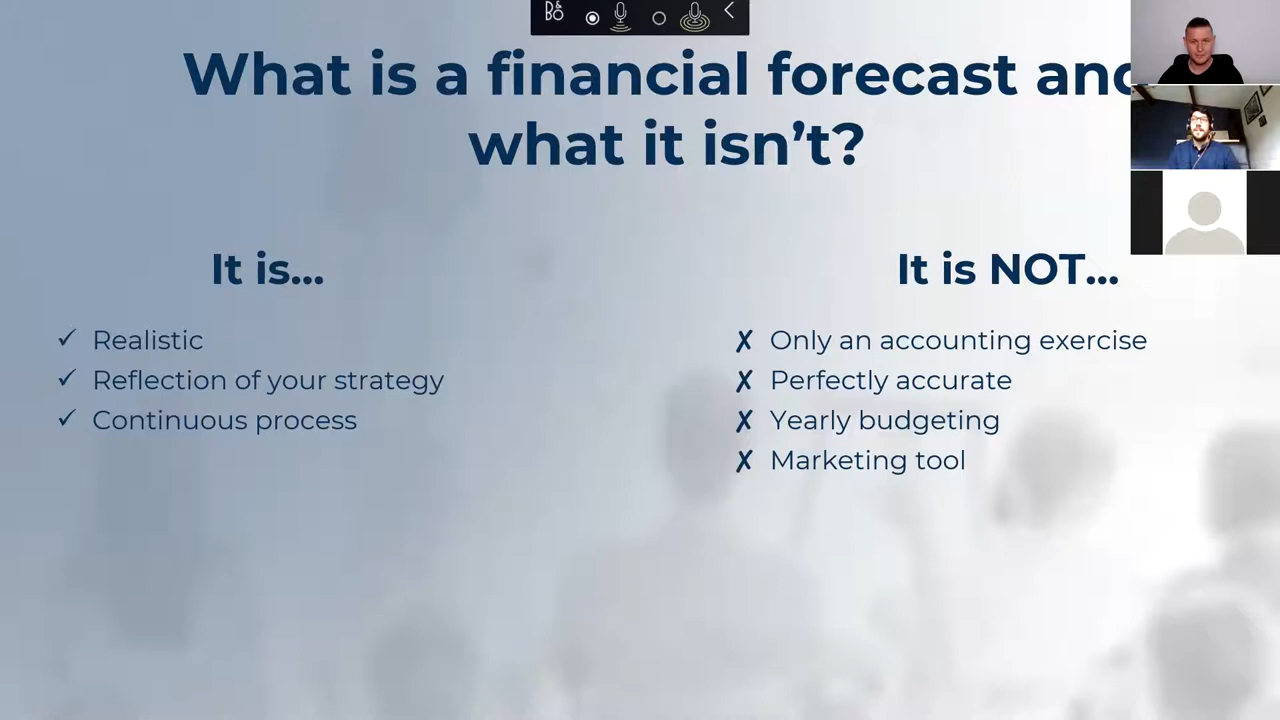 B&O
What is a financial forecast and
what it isn't?
It is...
It is NOT...
✓ Realistic
✓ Reflection of your strategy
✓ Continuous process
✗ Only an accounting exercise
✗ Perfectly accurate
✗ Yearly budgeting
✗ Marketing tool